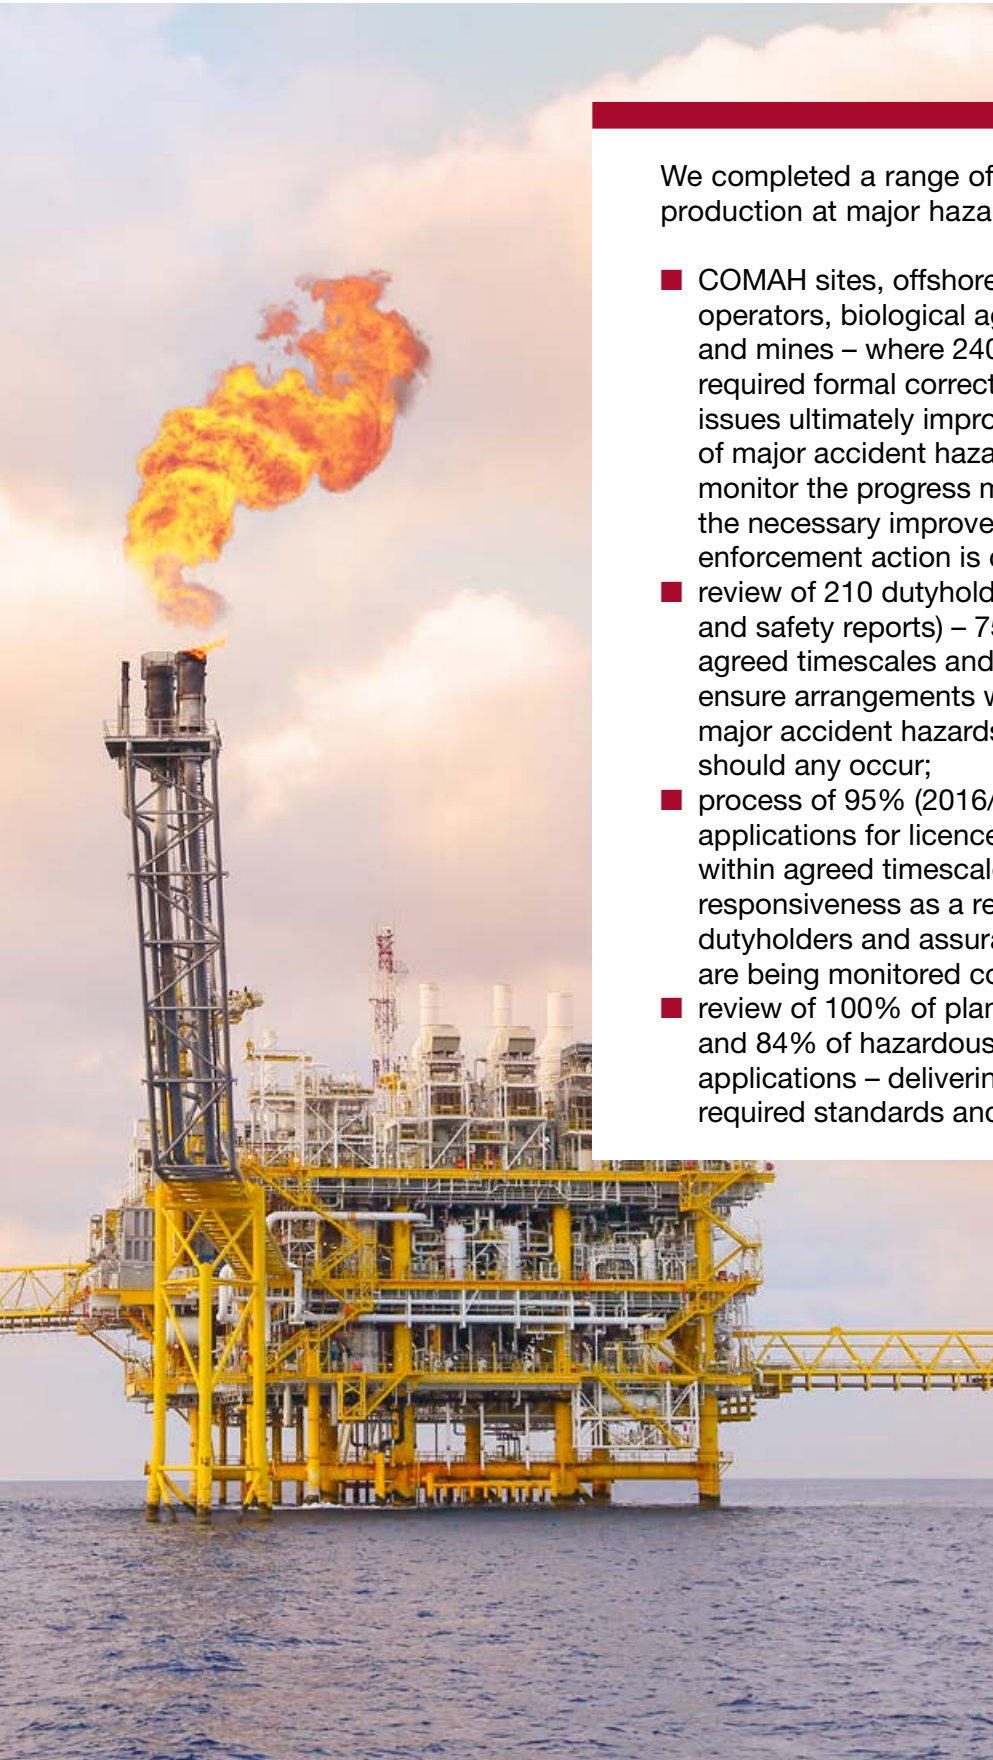 We completed a range of
production at major haza
COMAH sites, offshore
operators, biological ag
and mines – where 240
required formal correct
issues ultimately impro
of major accident haza
monitor the progress m
the necessary improve
enforcement action is
review of 210 dutyhold
and safety reports) – 75
agreed timescales and
ensure arrangements w
major accident hazards
should any occur;
process of 95% (2016/
applications for licence
within agreed timescale
responsiveness as a re
dutyholders and assura
are being monitored co
review of 100% of plan
and 84% of hazardous
applications – deliverin
required standards and